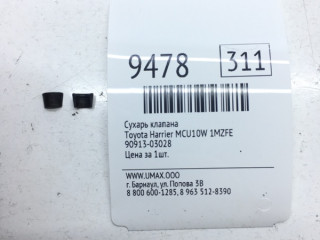 9478 311
Сухарь клапана
Toyota Harrier MCU10W 1MZFE
90913-03028
Цена за 1шт.
WWW.UMAX.OOO
г. Барнаул, ул. Попова 3В
8 800 600-1285, 8 963 512-8390